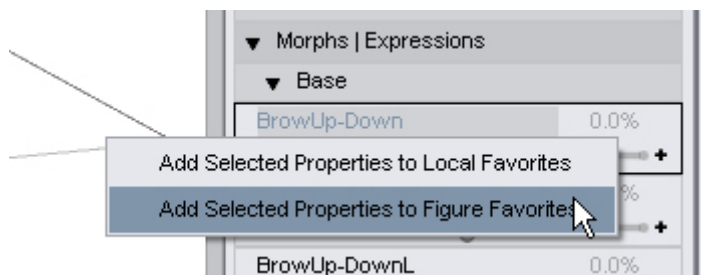 Morphs | Expressions
Base
BrowUp-Down 0.0%
Add Selected Properties to Local Favorites
%
Add Selected Properties to Figure Favorites
BrowUp-DownL 0.0%